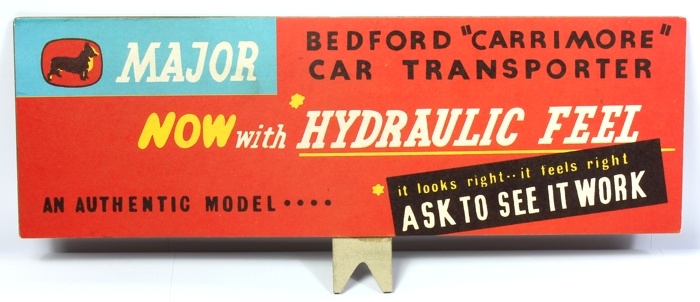 MAJOR
BEDFORD "CARRIMORE"
CAR TRANSPORTER
NOW with HYDRAULIC FEEL
it looks right·· it feels right
ASK TO SEE IT WORK
AN AUTHENTIC MODEL····